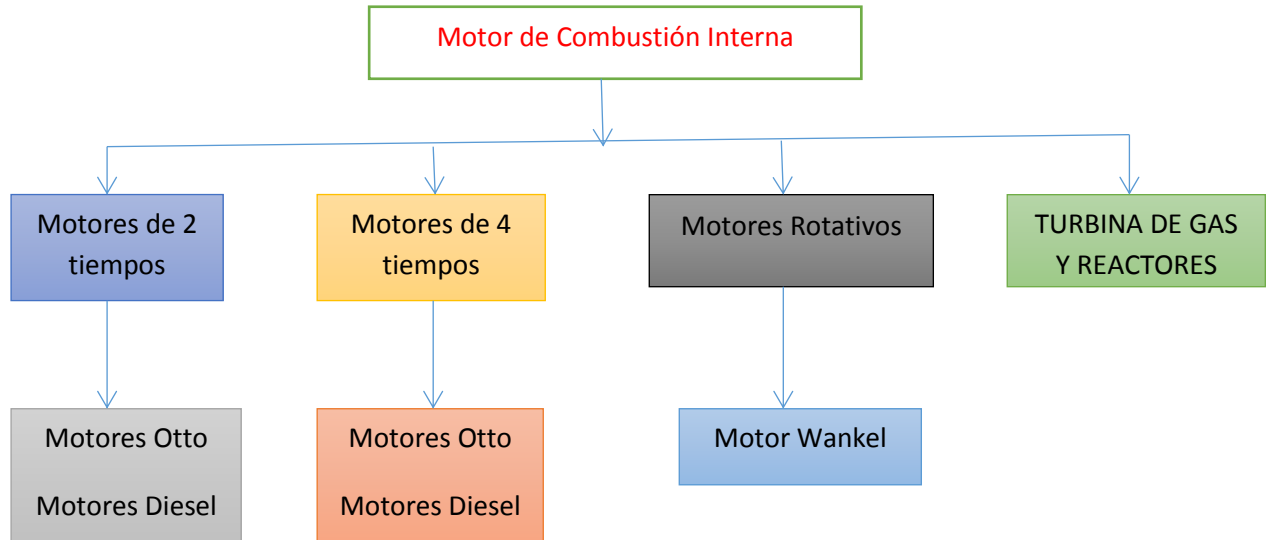 Motor de Combustión Interna
Motores de 2
tiempos
Motores de 4
tiempos
Motores Rotativos
TURBINA DE GAS
Y REACTORES
Motores Otto
Motores Diesel
Motores Otto
Motores Diesel
Motor Wankel